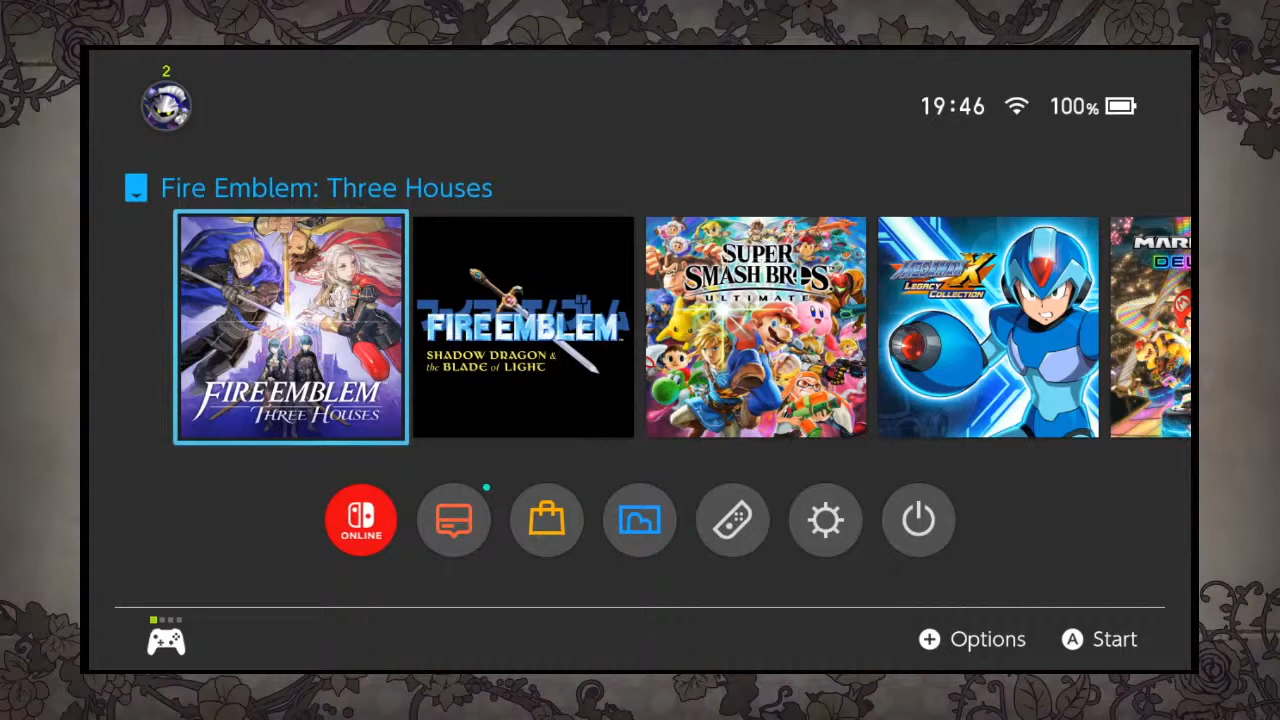 2
19:46
100%
Fire Emblem: Three Houses
FIRE EMBLEM
THREE HOUSES
ファイアーエムブレム
FIRE EMBLEM
SHADOW DRAGON &
the BLADE of LIGHT
SUPER
SMASH BROS.
ULTIMATE
MEGAMAN X
LEGACY
COLLECTION
MARI
DEL
ONLINE
Options
A Start